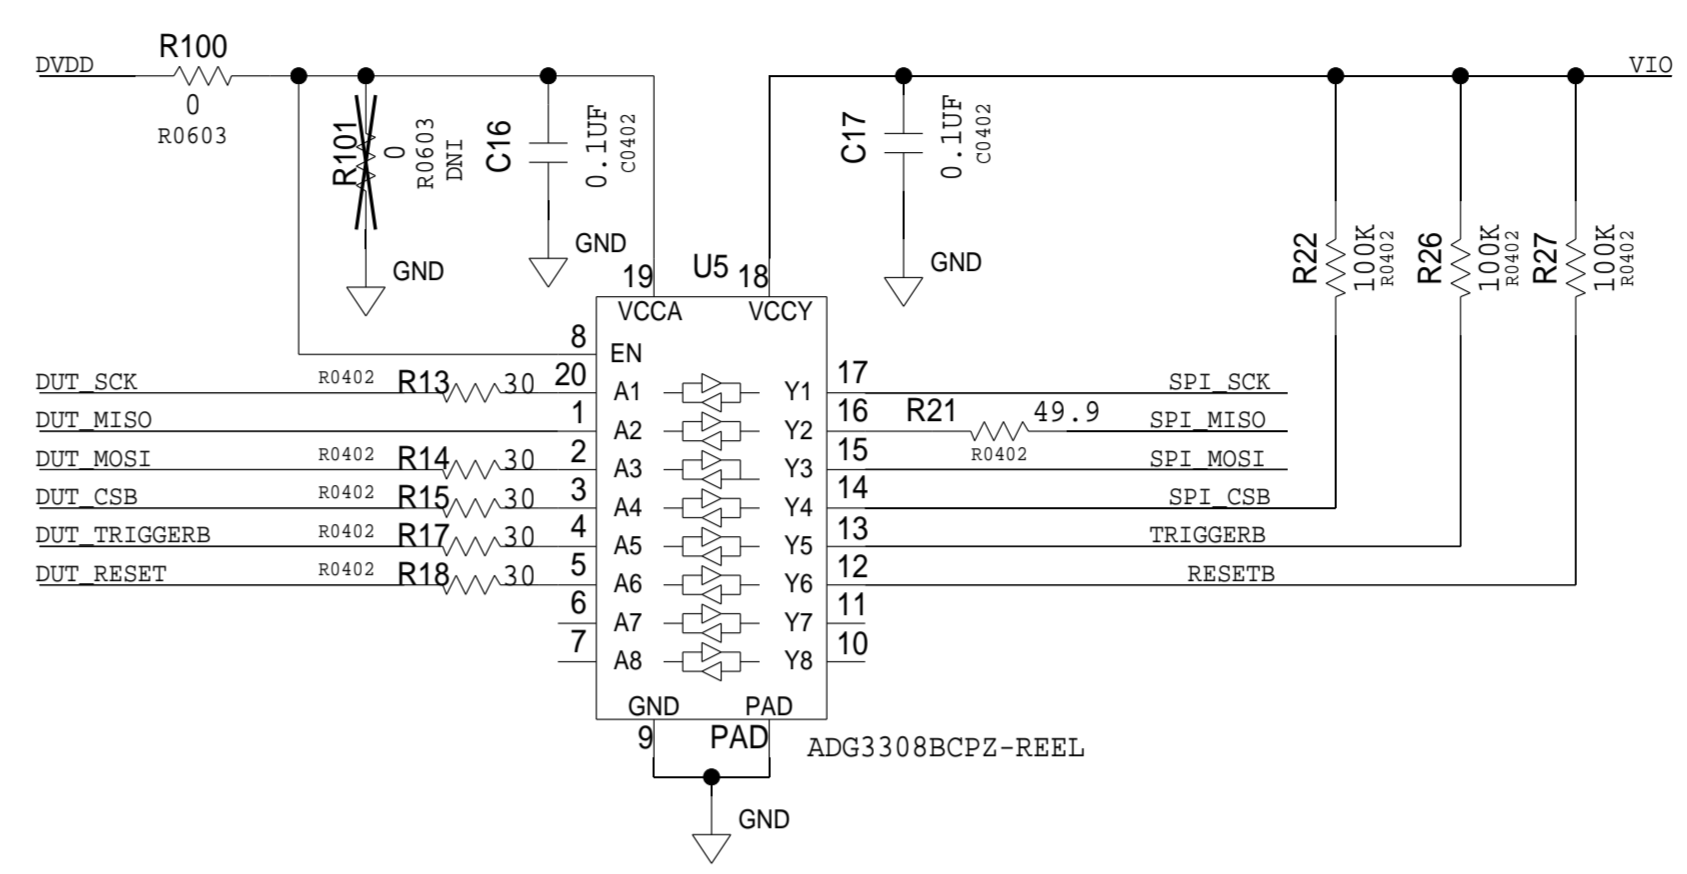 R100
DVDD
VIO
0
R0603
R101
0
R0603
DNI
C16
0.1UF
C0402
C17
0.1UF
C0402
R22
100K
R0402
R26
100K
R0402
R27
100K
R0402
GND
GND
GND
19
U5
18
VCCA
VCCY
8
EN
DUT_SCK
R0402
R13
30
20
A1
Y1
17
SPI_SCK
DUT_MISO
1
A2
Y2
16
R21
49.9
R0402
SPI_MISO
DUT_MOSI
R0402
R14
30
2
A3
Y3
15
SPI_MOSI
DUT_CSB
R0402
R15
30
3
A4
Y4
14
SPI_CSB
DUT_TRIGGERB
R0402
R17
30
4
A5
Y5
13
TRIGGERB
DUT_RESET
R0402
R18
30
5
A6
Y6
12
RESETB
6
A7
Y7
11
7
A8
Y8
10
GND
PAD
9
PAD
ADG3308BCPZ-REEL
GND